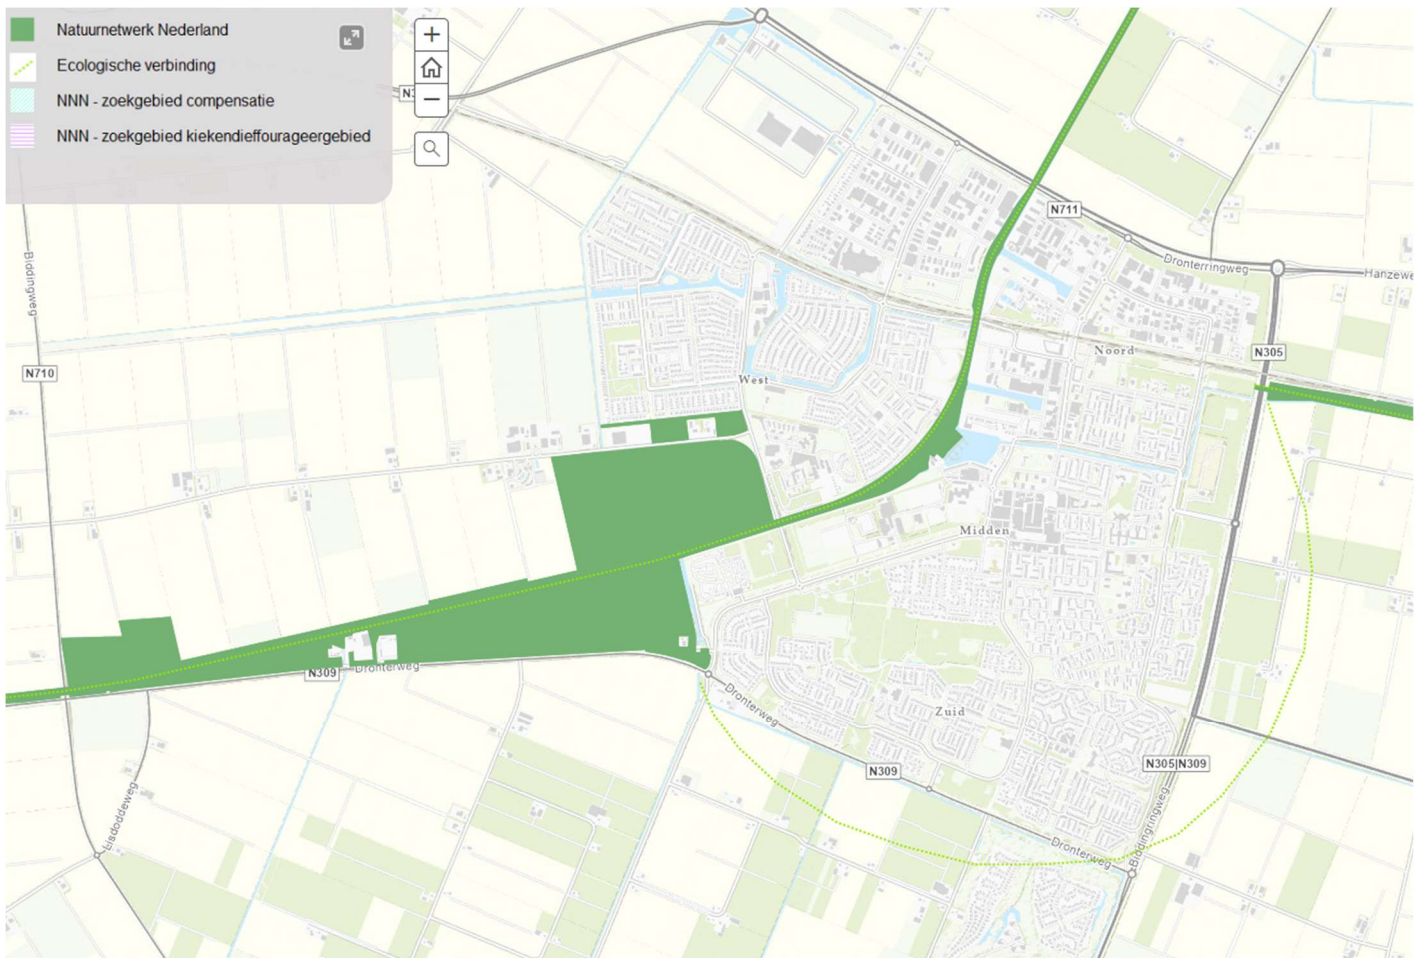 Natuurnetwerk Nederland
Ecologische verbinding
NNN - zoekgebied compensatie
NNN - zoekgebied kiekendieffourageergebied
N711
Dronterringweg
Hanzewe
Biddingweg
N305
Noord
N710
West
Midden
N309
Dronterweg
Dronterweg
Zuid
N305|N309
N309
Lisdoddeweg
Dronterweg
Biddingringweg